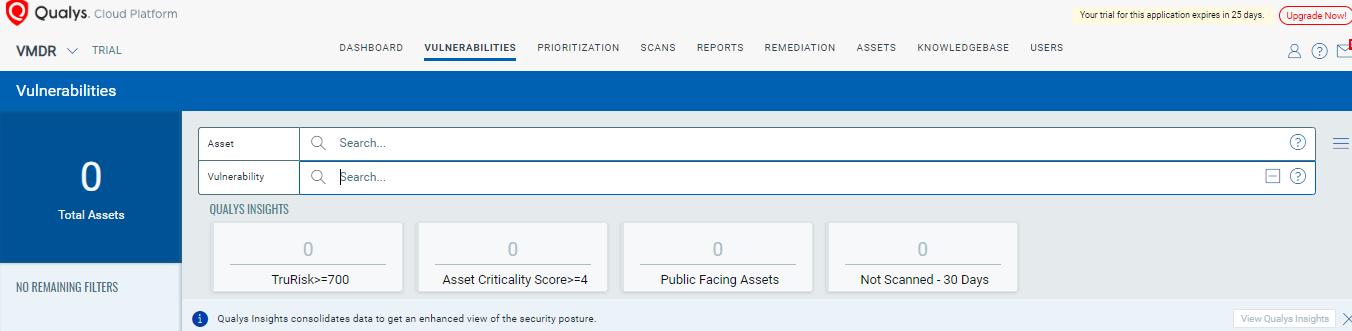 Qualys. Cloud Platform
Your trial for this application expires in 25 days. Upgrade Now!
VMDR TRIAL DASHBOARD VULNERABILITIES PRIORITIZATION SCANS REPORTS REMEDIATION ASSETS KNOWLEDGEBASE USERS
Vulnerabilities
0
Total Assets
NO REMAINING FILTERS
Asset Search...
Vulnerability Search...
QUALYS INSIGHTS
0 0 0 0
TruRisk>=700 Asset Criticality Score>=4 Public Facing Assets Not Scanned - 30 Days
Qualys Insights consolidates data to get an enhanced view of the security posture. View Qualys Insights